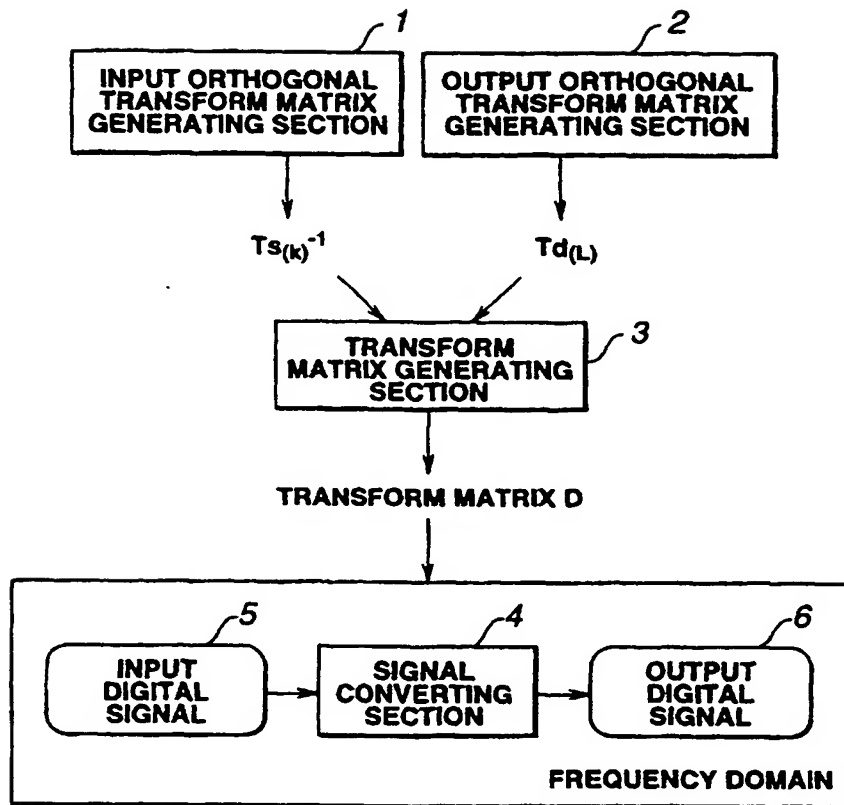 1
2
INPUT ORTHOGONAL
TRANSFORM MATRIX
GENERATING SECTION
OUTPUT ORTHOGONAL
TRANSFORM MATRIX
GENERATING SECTION
Ts(k)-1
Td(L)
3
TRANSFORM
MATRIX GENERATING
SECTION
TRANSFORM MATRIX D
5
4
6
INPUT
DIGITAL
SIGNAL
SIGNAL
CONVERTING
SECTION
OUTPUT
DIGITAL
SIGNAL
FREQUENCY DOMAIN